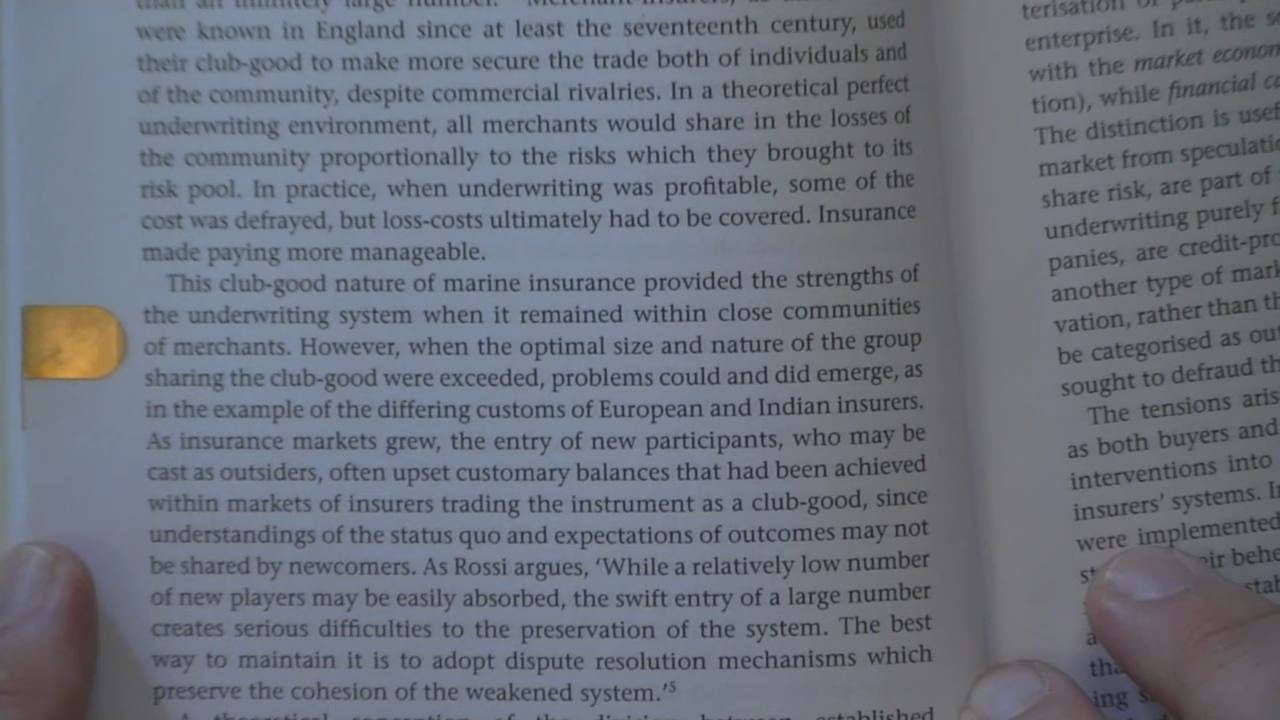 were known in England since at least the seventeenth century, used
their club-good to make more secure the trade both of individuals and
of the community, despite commercial rivalries. In a theoretical perfect
underwriting environment, all merchants would share in the losses of
the community proportionally to the risks which they brought to its
risk pool. In practice, when underwriting was profitable, some of the
cost was defrayed, but loss-costs ultimately had to be covered. Insurance
made paying more manageable.
This club-good nature of marine insurance provided the strengths of
the underwriting system when it remained within close communities
of merchants. However, when the optimal size and nature of the group
sharing the club-good were exceeded, problems could and did emerge, as
in the example of the differing customs of European and Indian insurers.
As insurance markets grew, the entry of new participants, who may be
cast as outsiders, often upset customary balances that had been achieved
within markets of insurers trading the instrument as a club-good, since
understandings of the status quo and expectations of outcomes may not
be shared by newcomers. As Rossi argues, ‘While a relatively low number
of new players may be easily absorbed, the swift entry of a large number
creates serious difficulties to the preservation of the system. The best
way to maintain it is to adopt dispute resolution mechanisms which
preserve the cohesion of the weakened system.’5
established
terisation
enterprise. In it, the
with the market
tion), while financial
The distinction is
market from
share risk, are part of
underwriting purely
panies, are
another type of
vation, rather than
be categorised as
sought to defraud
The tensions
as both buyers and
interventions into
insurers’ systems.
were implemented